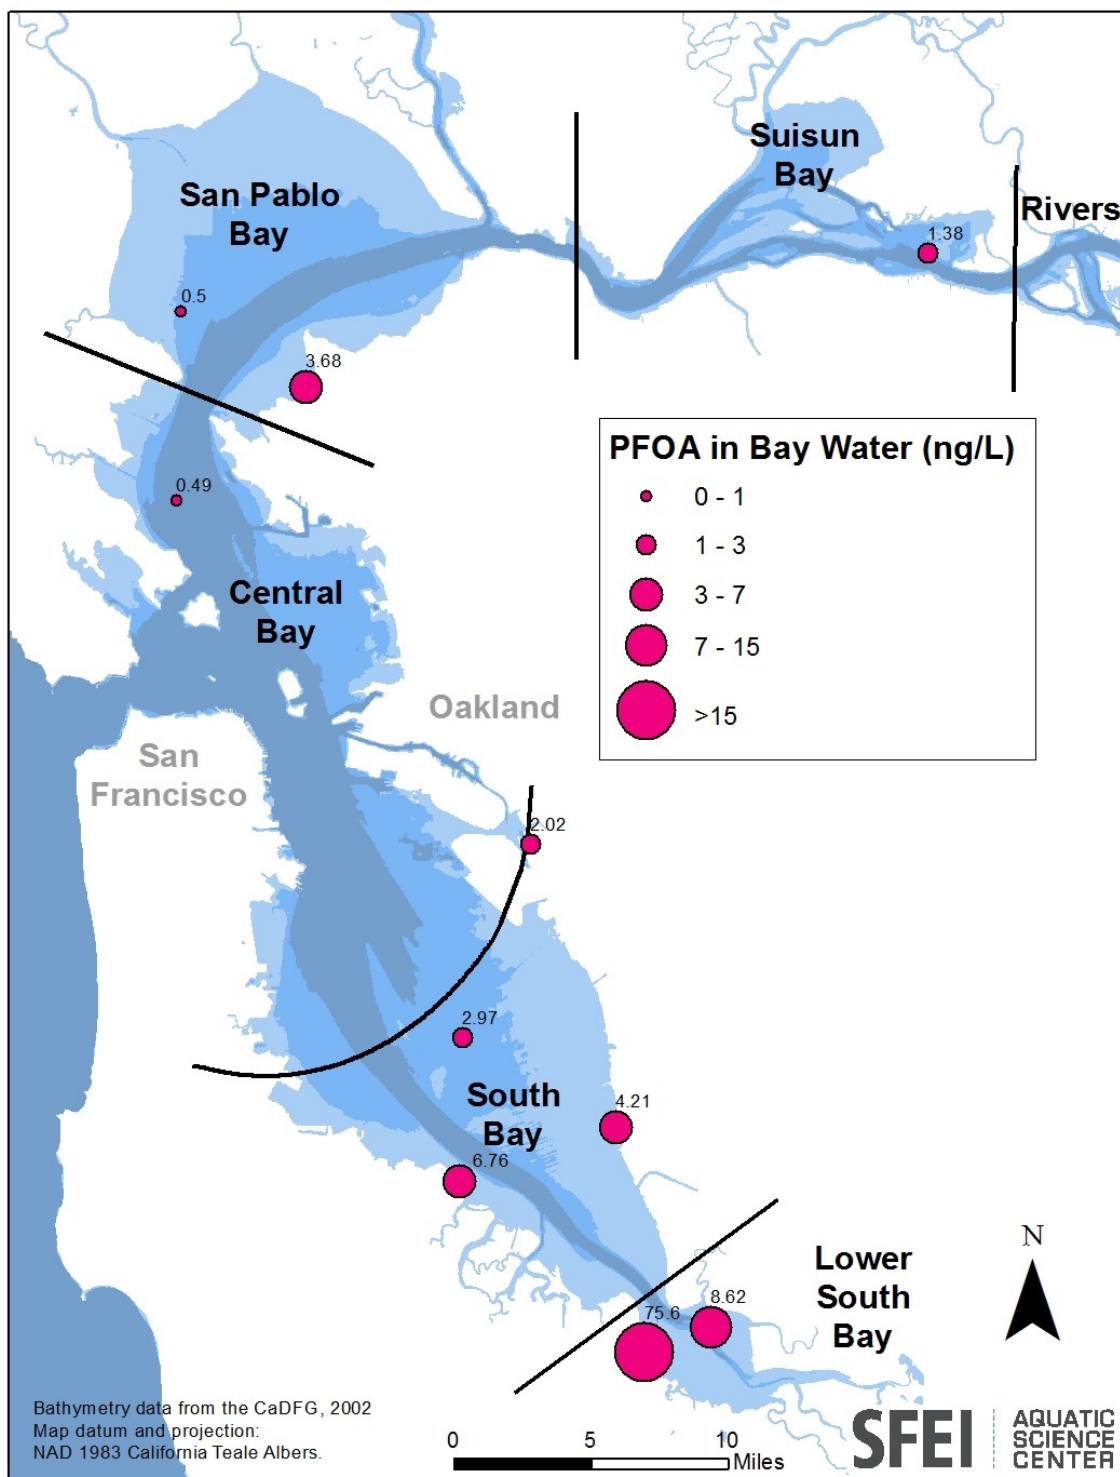 Suisun
Bay
San Pablo
Bay
Rivers
1.38
0.5
3.68
PFOA in Bay Water (ng/L)
0 - 1
1 - 3
3 - 7
7 - 15
>15
0.49
Central
Bay
Oakland
San
Francisco
2.02
2.97
South
Bay
4.21
6.76
Lower
South
Bay
N
8.62
75.6
Bathymetry data from the CaDFG, 2002
Map datum and projection:
NAD 1983 California Teale Albers.
0 5 10
Miles
SFEI
AQUATIC
SCIENCE
CENTER